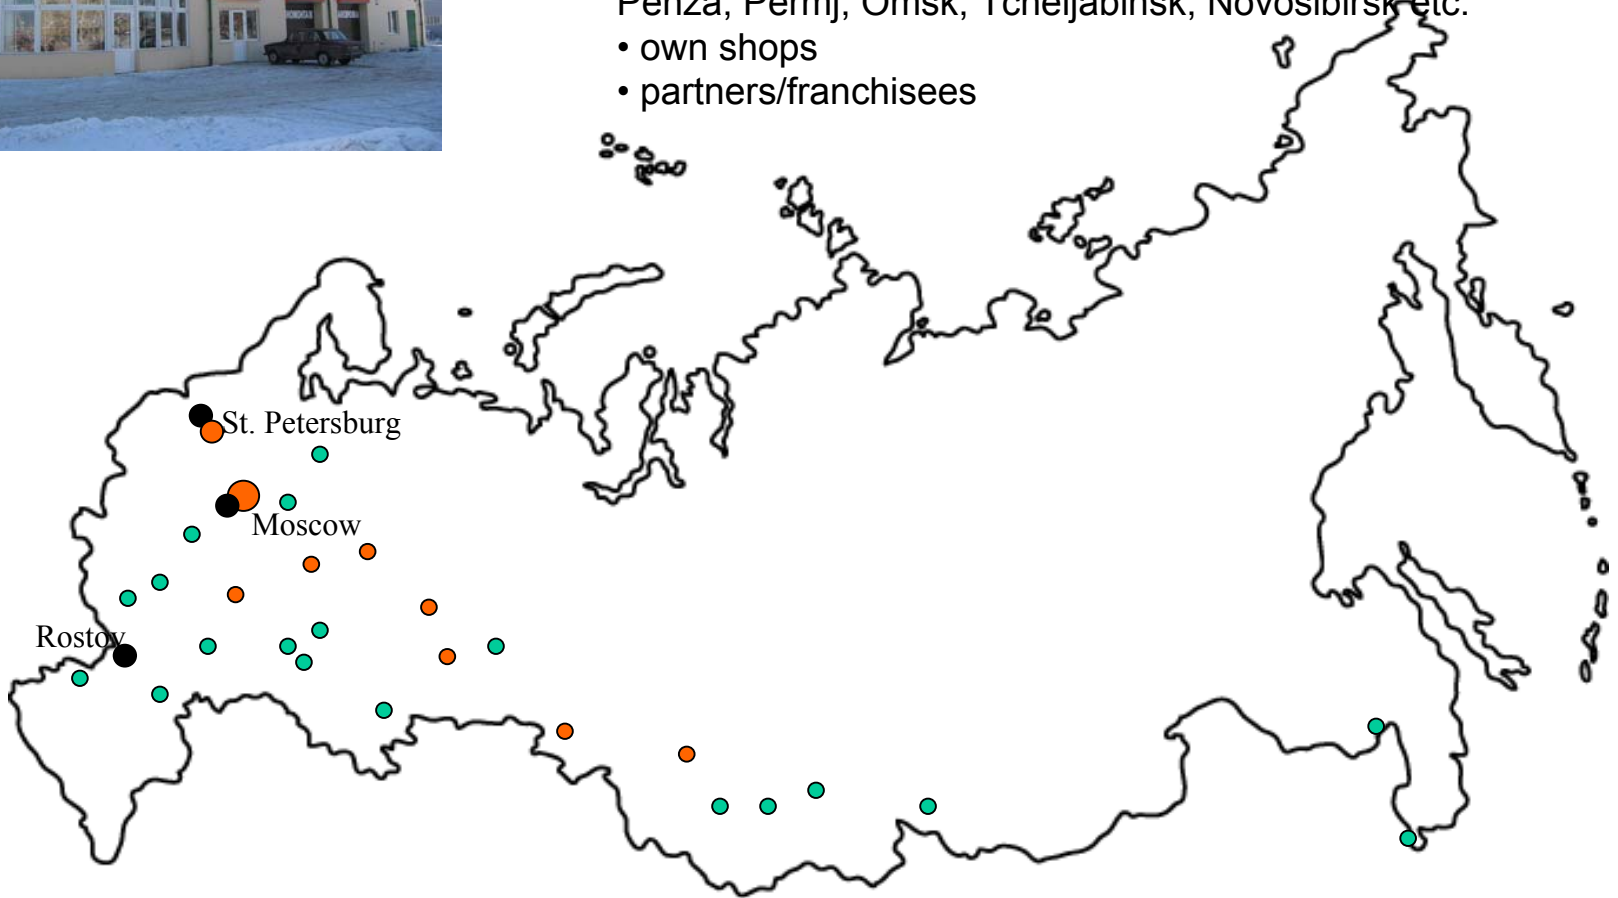 Penza, Permj, Omsk, Tcheljabinsk, Novosibirsk etc.
• own shops
• partners/franchisees
St. Petersburg
Moscow
Rostov